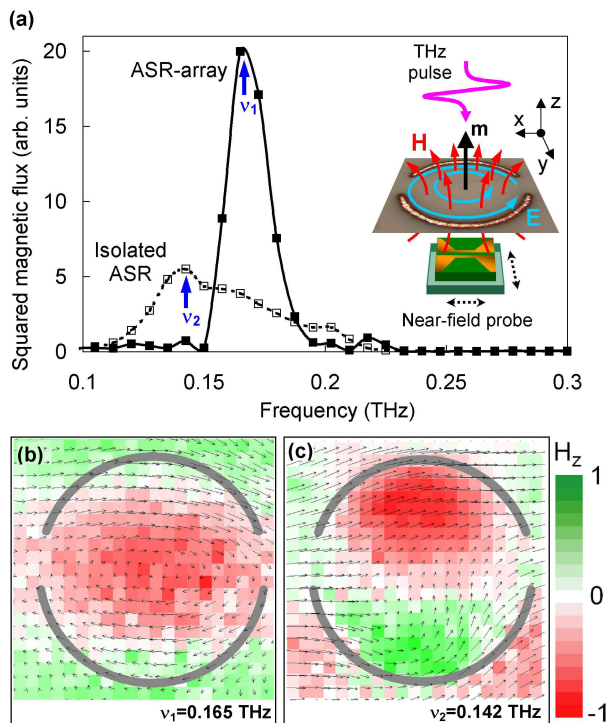 (a)
Squared magnetic flux (arb. units)
20
15
10
5
0
ASR-array
ν₁
Isolated
ASR
ν₂
THz
pulse
z
x
y
m
H
E
Near-field probe
0.1
0.15
0.2
0.25
0.3
Frequency (THz)
(b)
ν₁=0.165 THz
(c)
ν₂=0.142 THz
H_z
1
0
-1